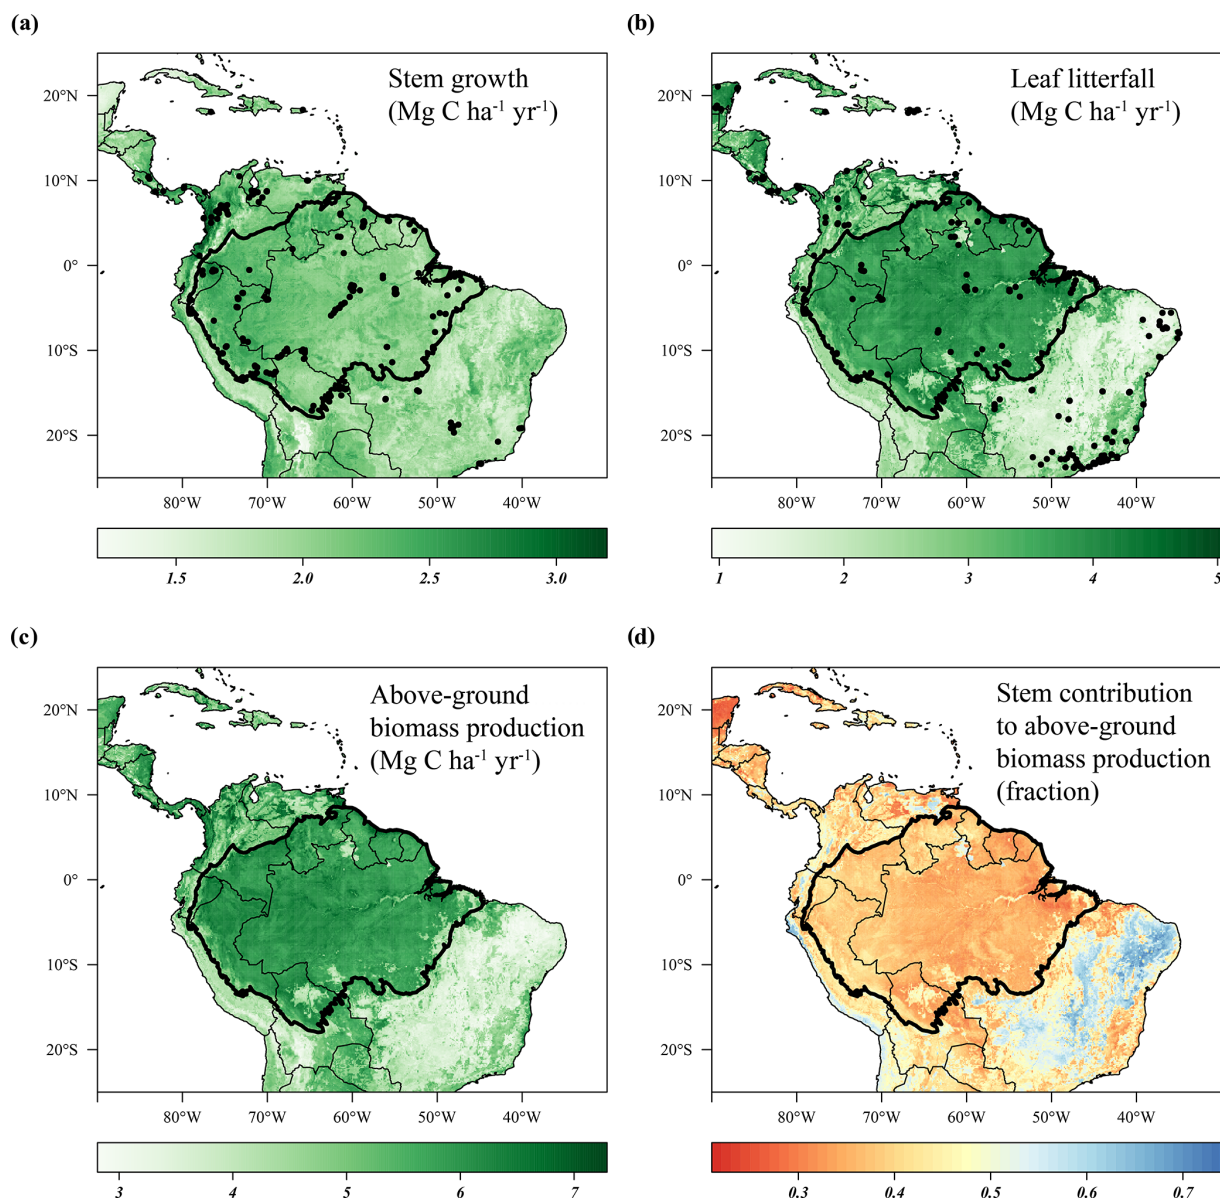 (a)
Stem growth
(Mg C ha⁻¹ yr⁻¹)
20°N
10°N
0°
10°S
20°S
80°W 70°W 60°W 50°W 40°W
1.5 2.0 2.5 3.0
(b)
Leaf litterfall
(Mg C ha⁻¹ yr⁻¹)
20°N
10°N
0°
10°S
20°S
80°W 70°W 60°W 50°W 40°W
1 2 3 4 5
(c)
Above-ground
biomass production
(Mg C ha⁻¹ yr⁻¹)
20°N
10°N
0°
10°S
20°S
80°W 70°W 60°W 50°W 40°W
3 4 5 6 7
(d)
Stem contribution
to above-ground
biomass production
(fraction)
20°N
10°N
0°
10°S
20°S
80°W 70°W 60°W 50°W 40°W
0.3 0.4 0.5 0.6 0.7